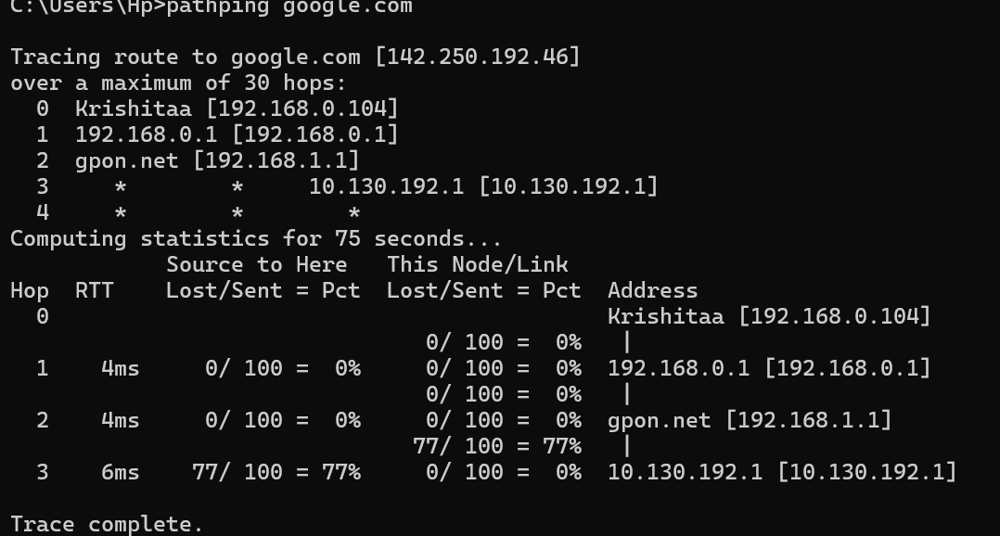 C:\Users\Hp>pathping google.com
Tracing route to google.com [142.250.192.46]
over a maximum of 30 hops:
  0  Krishitaa [192.168.0.104]
  1  192.168.0.1 [192.168.0.1]
  2  gpon.net [192.168.1.1]
  3     *        *     10.130.192.1 [10.130.192.1]
  4     *        *        *
Computing statistics for 75 seconds...
            Source to Here   This Node/Link
Hop  RTT    Lost/Sent = Pct  Lost/Sent = Pct  Address
  0                                           Krishitaa [192.168.0.104]
                                0/ 100 =  0%   |
  1    4ms     0/ 100 =  0%     0/ 100 =  0%  192.168.0.1 [192.168.0.1]
                                0/ 100 =  0%   |
  2    4ms     0/ 100 =  0%     0/ 100 =  0%  gpon.net [192.168.1.1]
                               77/ 100 = 77%   |
  3    6ms    77/ 100 = 77%     0/ 100 =  0%  10.130.192.1 [10.130.192.1]
Trace complete.